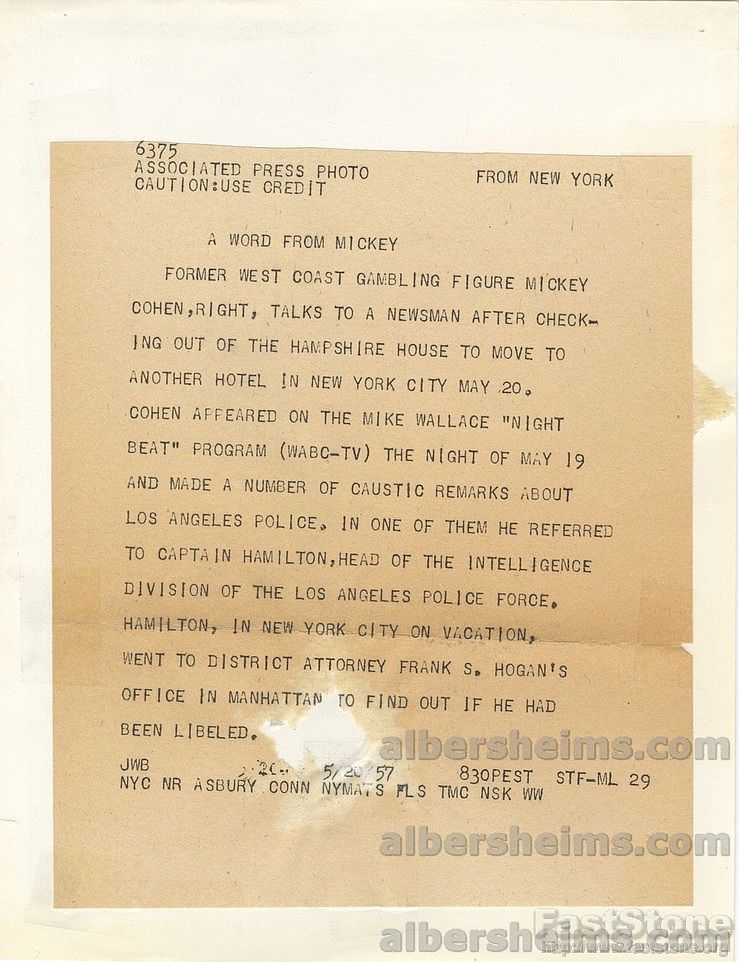 6375
ASSOCIATED PRESS PHOTO FROM NEW YORK
CAUTION:USE CREDIT
A WORD FROM MICKEY
FORMER WEST COAST GAMBLING FIGURE MICKEY
COHEN,RIGHT, TALKS TO A NEWSMAN AFTER CHECK-
ING OUT OF THE HAMPSHIRE HOUSE TO MOVE TO
ANOTHER HOTEL IN NEW YORK CITY MAY 20.
COHEN APPEARED ON THE MIKE WALLACE "NIGHT
BEAT" PROGRAM (WABC-TV) THE NIGHT OF MAY 19
AND MADE A NUMBER OF CAUSTIC REMARKS ABOUT
LOS ANGELES POLICE. IN ONE OF THEM HE REFERRED
TO CAPTAIN HAMILTON,HEAD OF THE INTELLIGENCE
DIVISION OF THE LOS ANGELES POLICE FORCE.
HAMILTON, IN NEW YORK CITY ON VACATION,
WENT TO DISTRICT ATTORNEY FRANK S. HOGAN'S
OFFICE IN MANHATTAN TO FIND OUT IF HE HAD
BEEN LIBELED.
albersheims.com
JWB 5/20/57 830PEST STF-ML 29
NYC NR ASBURY CONN NYMATS FLS TMC NSK WW
albersheims.com
FastStone
albersheims.com
http://www.faststone.org